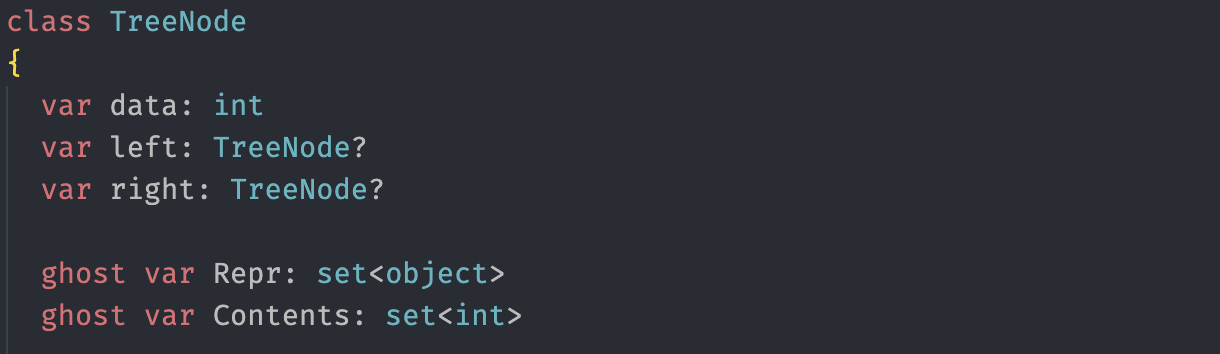 class TreeNode
{
var data: int
var left: TreeNode?
var right: TreeNode?
ghost var Repr: set<object>
ghost var Contents: set<int>